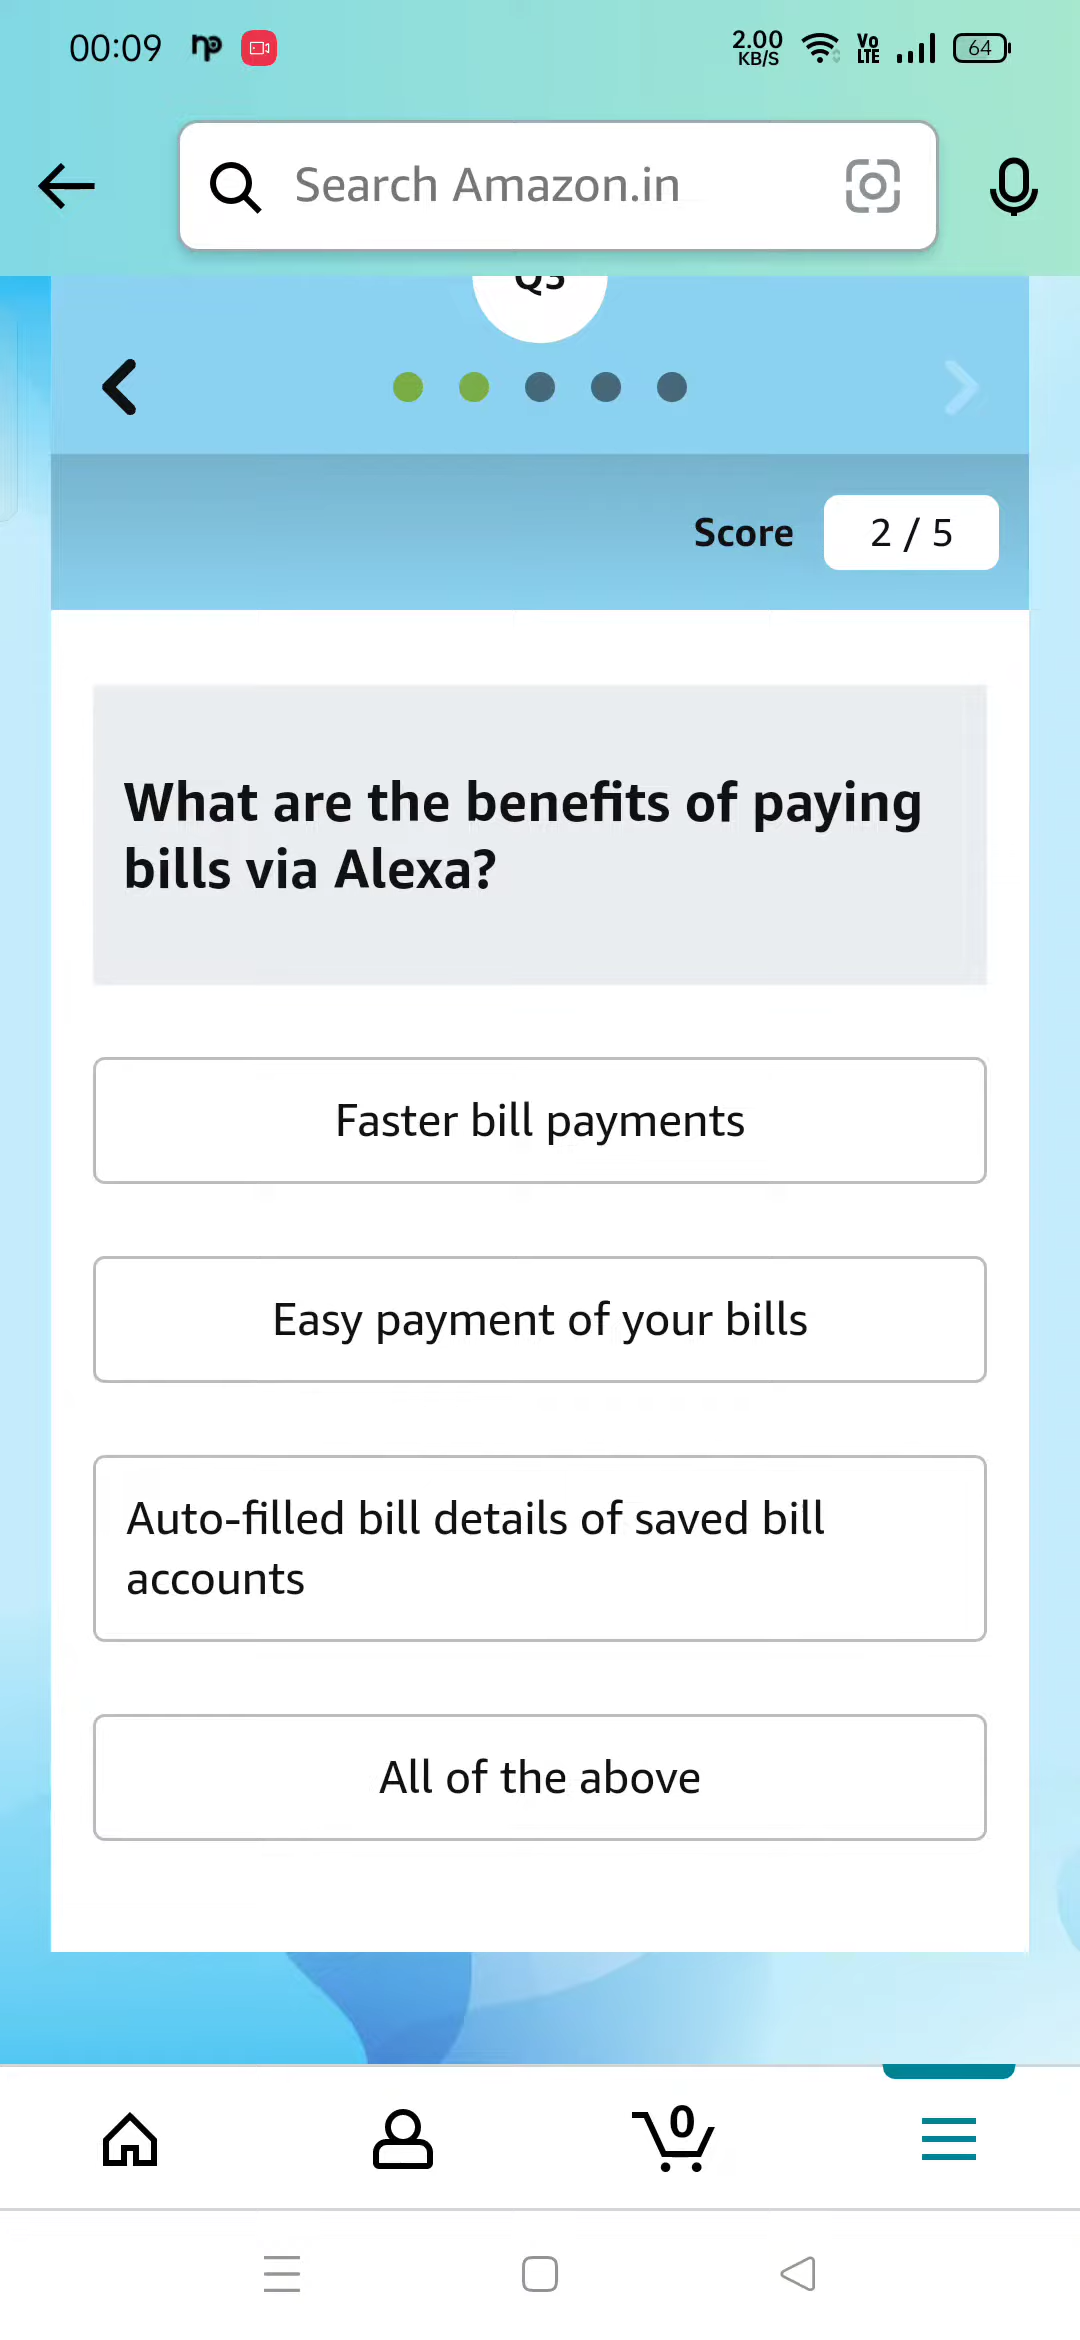 00:09
2.00
KB/S
Vo
LTE
64
Search Amazon.in
Q3
Score
2 / 5
What are the benefits of paying
bills via Alexa?
Faster bill payments
Easy payment of your bills
Auto-filled bill details of saved bill
accounts
All of the above
0